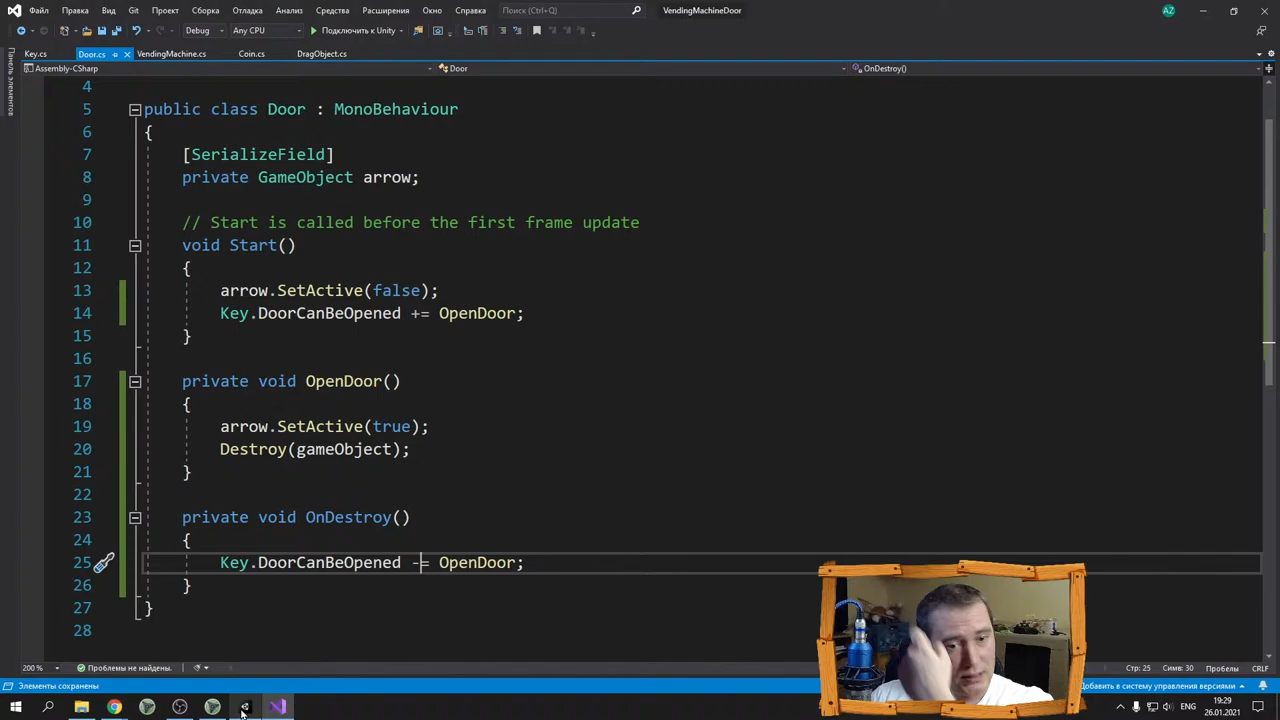 Файл Правка Вид Git Проект Сборка Отладка Анализ Средства Расширения Окно Справка Поиск (Ctrl+Q) VendingMachineDoor AZ
Debug Any CPU Подключить к Unity
Key.cs Door.cs VendingMachine.cs Coin.cs DragObject.cs
Панель элементов
Assembly-CSharp Door OnDestroy()
4
5 public class Door : MonoBehaviour
6 {
7 [SerializeField]
8 private GameObject arrow;
9
10 // Start is called before the first frame update
11 void Start()
12 {
13 arrow.SetActive(false);
14 Key.DoorCanBeOpened += OpenDoor;
15 }
16
17 private void OpenDoor()
18 {
19 arrow.SetActive(true);
20 Destroy(gameObject);
21 }
22
23 private void OnDestroy()
24 {
25 Key.DoorCanBeOpened -= OpenDoor;
26 }
27 }
28
200 % Проблемы не найдены. Стр: 25 Симв: 30 Пробелы CRLF
Элементы сохранены Добавить в систему управления версиями
ENG 19:29
26.01.2021